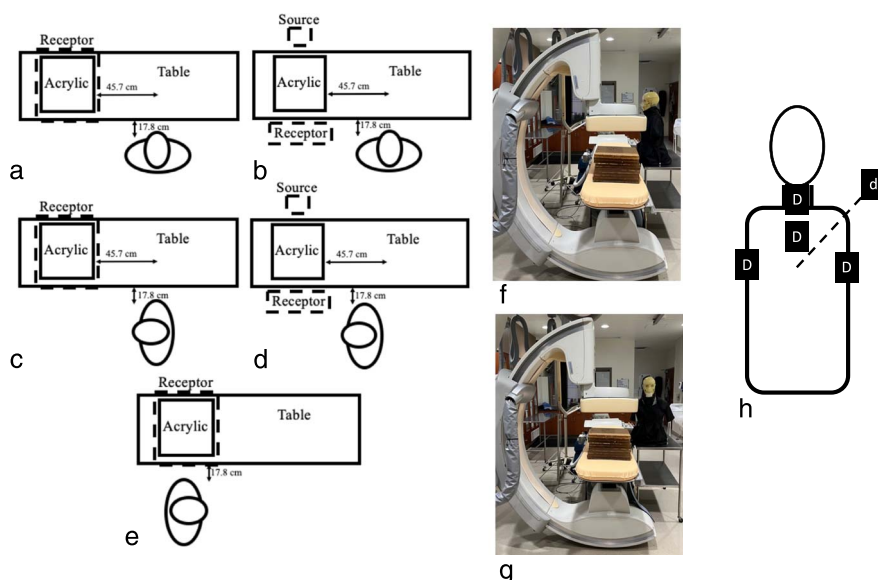 Receptor
Acrylic
Table
45.7 cm
17.8 cm
a
Source
Acrylic
Table
45.7 cm
17.8 cm
Receptor
b
Receptor
Acrylic
Table
45.7 cm
17.8 cm
c
Source
Acrylic
Table
45.7 cm
17.8 cm
Receptor
d
Receptor
Acrylic
Table
17.8 cm
e
f
g
D
d
D
D
D
h